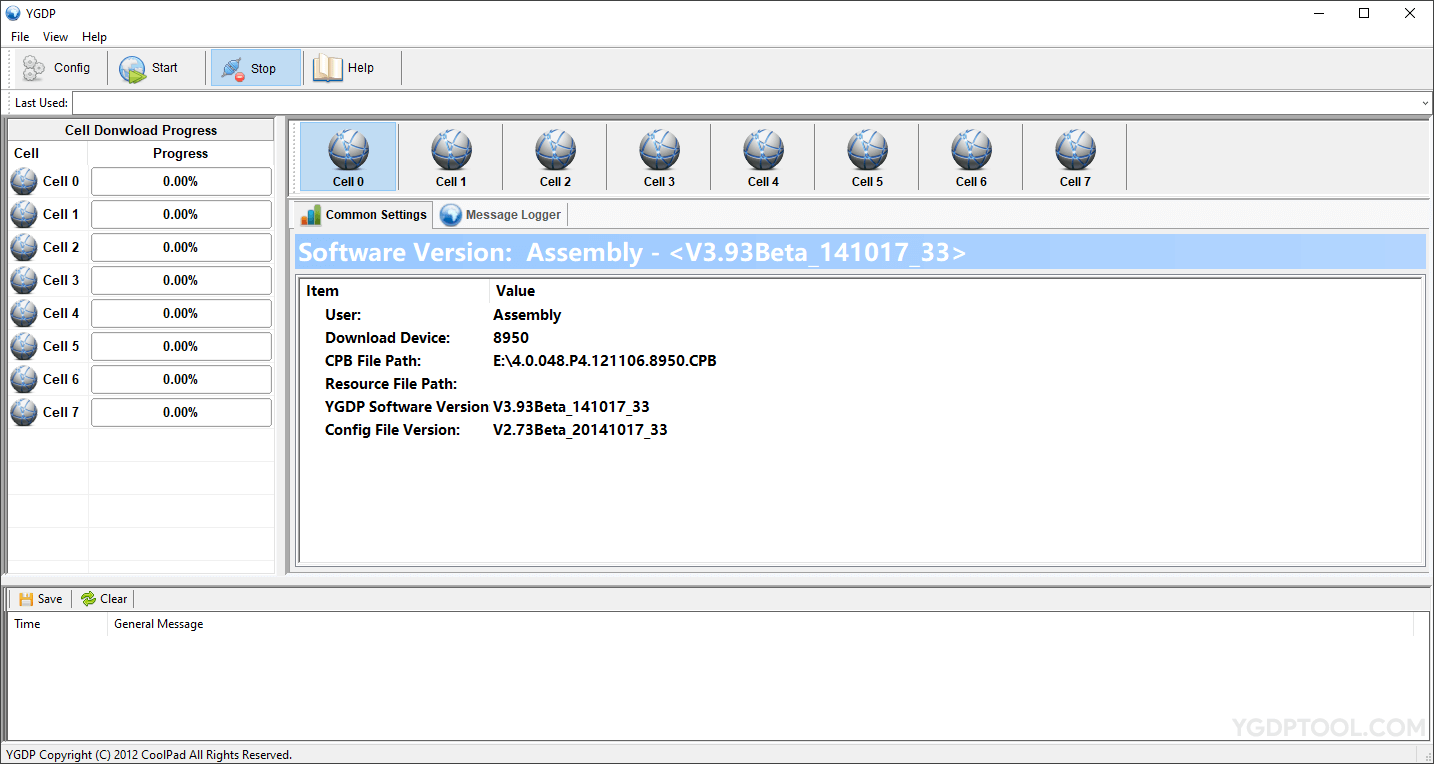 YGDP
File View Help
Config Start Stop Help
Last Used:
Cell Donwload Progress
Cell Progress
Cell 0 0.00%
Cell 1 0.00%
Cell 2 0.00%
Cell 3 0.00%
Cell 4 0.00%
Cell 5 0.00%
Cell 6 0.00%
Cell 7 0.00%
Cell 0 Cell 1 Cell 2 Cell 3 Cell 4 Cell 5 Cell 6 Cell 7
Common Settings Message Logger
Software Version: Assembly - <V3.93Beta_141017_33>
Item Value
User: Assembly
Download Device: 8950
CPB File Path: E:\4.0.048.P4.121106.8950.CPB
Resource File Path:
YGDP Software Version V3.93Beta_141017_33
Config File Version: V2.73Beta_20141017_33
Save Clear
Time General Message
YGDPTOOL.COM
YGDP Copyright (C) 2012 CoolPad All Rights Reserved.